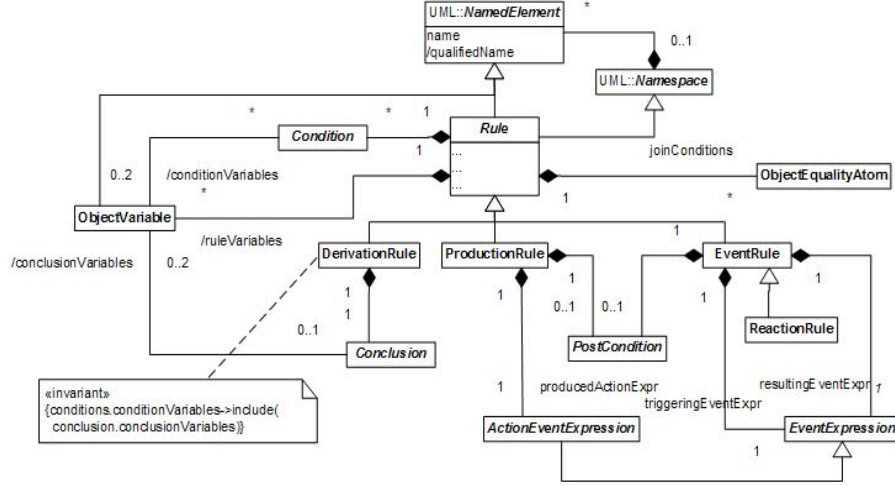 UML::NamedElement
*
name
/qualifiedName
0..1
UML::Namespace
*
Condition
*
1
Rule
1
joinConditions
...
...
...
0..2
/conditionVariables
*
ObjectEqualityAtom
1
*
ObjectVariable
/ruleVariables
/conclusionVariables
0..2
DerivationRule
ProductionRule
1
EventRule
1
1
1
1
1
1
0..1
0..1
0..1
ReactionRule
Conclusion
PostCondition
«invariant»
{conditions.conditionVariables->include(
conclusion.conclusionVariables)}
1
producedActionExpr
resultingEventExpr
1
triggeringEventExpr
ActionEventExpression
EventExpression
1